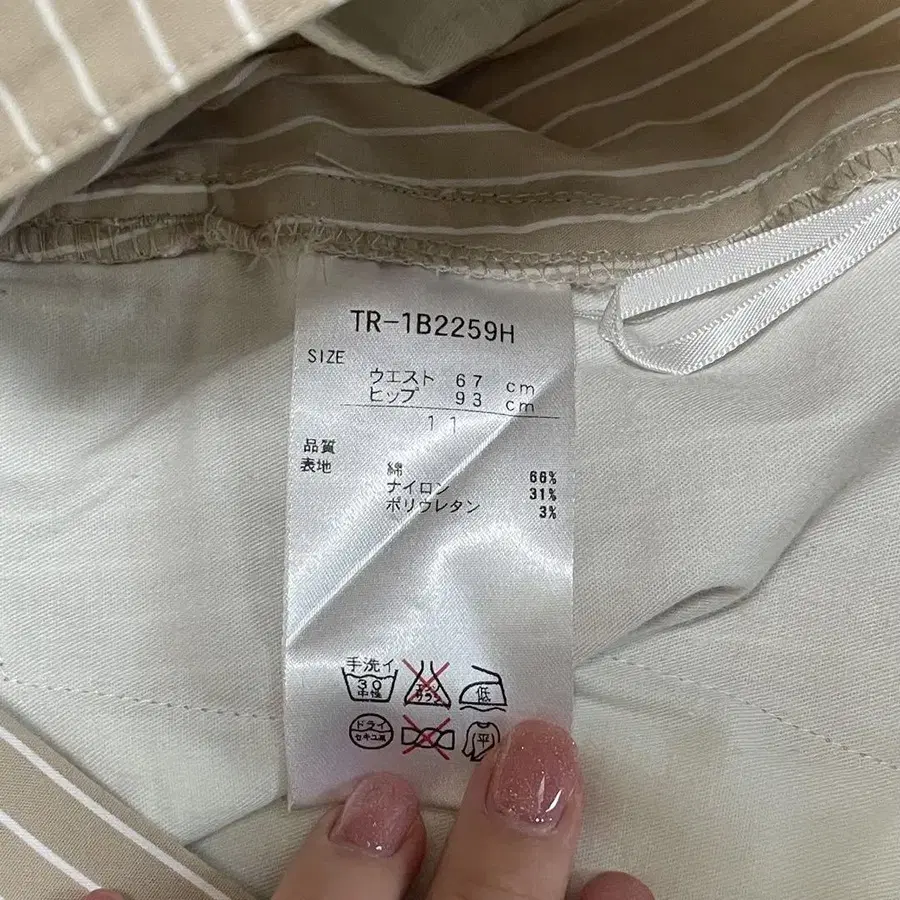 TR-1B2259H
SIZE
ウエスト 67 cm
ヒップ 93 cm
11
品質
表地
綿 66%
ナイロン 31%
ポリウレタン 3%
手洗イ
30
中性
低
ドライ
セキユ系
平